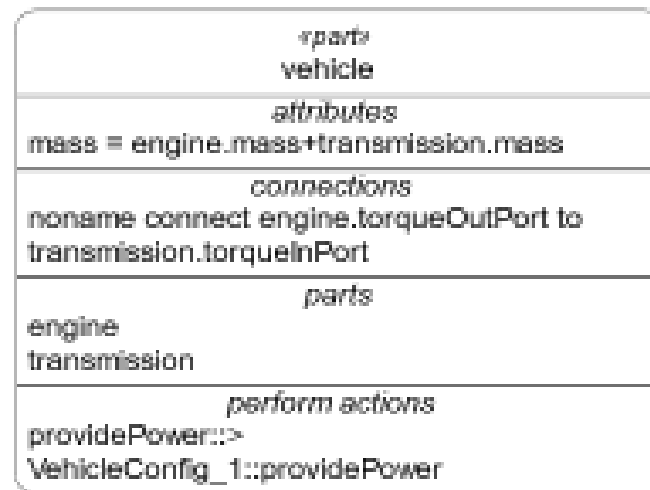 «part»
vehicle
attributes
mass = engine.mass+transmission.mass
connections
noname connect engine.torqueOutPort to
transmission.torqueInPort
parts
engine
transmission
perform actions
providePower::>
VehicleConfig_1::providePower